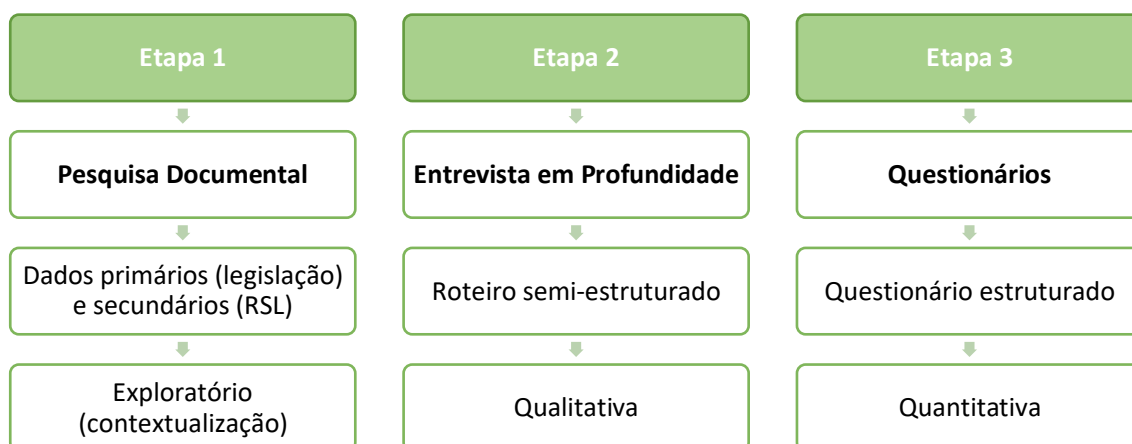 Etapa 1
Pesquisa Documental
Dados primários (legislação)
e secundários (RSL)
Exploratório
(contextualização)
Etapa 2
Entrevista em Profundidade
Roteiro semi-estruturado
Qualitativa
Etapa 3
Questionários
Questionário estruturado
Quantitativa